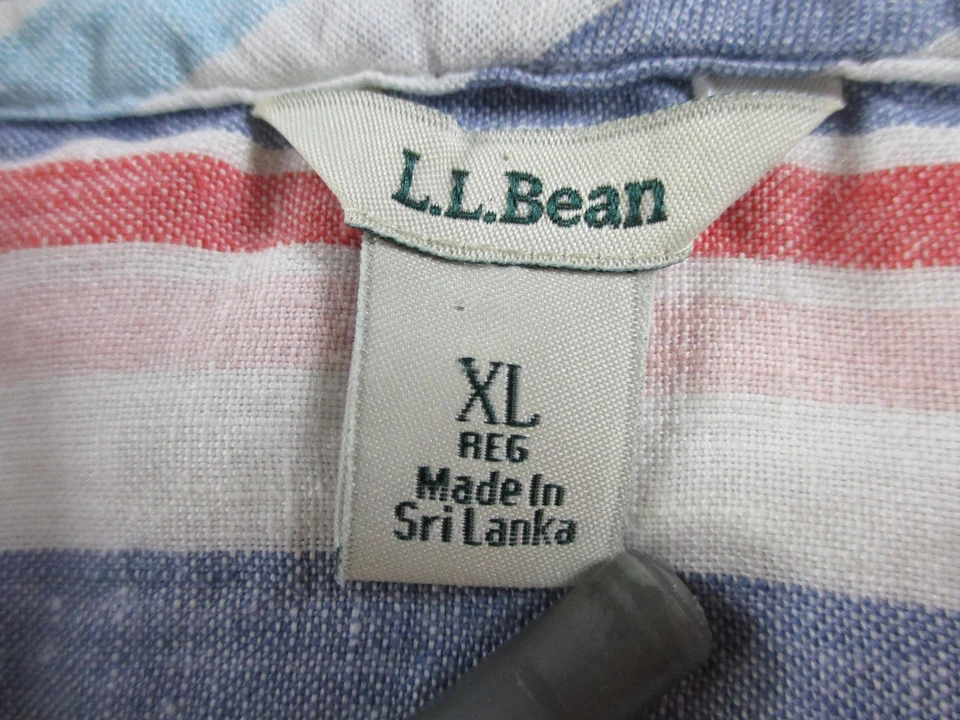 L.L.Bean
XL
REG
Made In
Sri Lanka